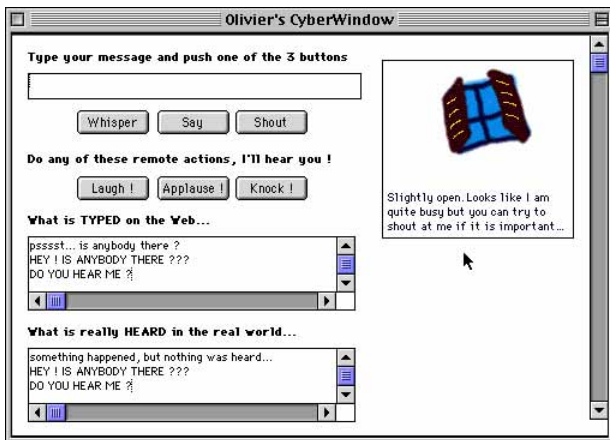 Olivier's CyberWindow
Type your message and push one of the 3 buttons
Whisper
Say
Shout
Do any of these remote actions, I'll hear you !
Laugh !
Applause !
Knock !
What is TYPED on the Web...
psssst... is anybody there ?
HEY ! IS ANYBODY THERE ???
DO YOU HEAR ME ?
What is really HEARD in the real world...
something happened, but nothing was heard...
HEY ! IS ANYBODY THERE ???
DO YOU HEAR ME ?
Slightly open. Looks like I am
quite busy but you can try to
shout at me if it is important...